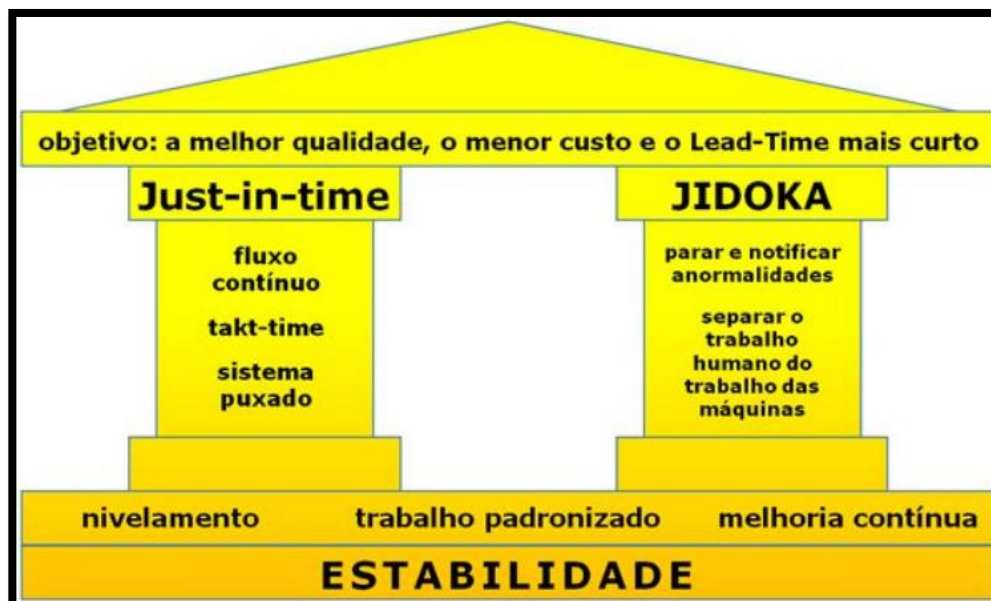 objetivo: a melhor qualidade, o menor custo e o Lead-Time mais curto
Just-in-time
fluxo
contínuo
takt-time
sistema
puxado
JIDOKA
parar e notificar
anormalidades
separar o
trabalho
humano do
trabalho das
máquinas
nivelamento trabalho padronizado melhoria contínua
ESTABILIDADE